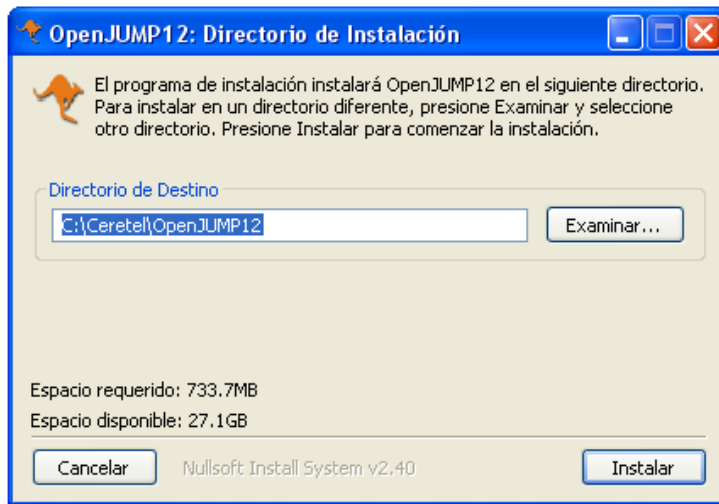 OpenJUMP12: Directorio de Instalación
El programa de instalación instalará OpenJUMP12 en el siguiente directorio.
Para instalar en un directorio diferente, presione Examinar y seleccione
otro directorio. Presione Instalar para comenzar la instalación.
Directorio de Destino
C:\Ceretel\OpenJUMP12
Examinar...
Espacio requerido: 733.7MB
Espacio disponible: 27.1GB
Cancelar
Nullsoft Install System v2.40
Instalar